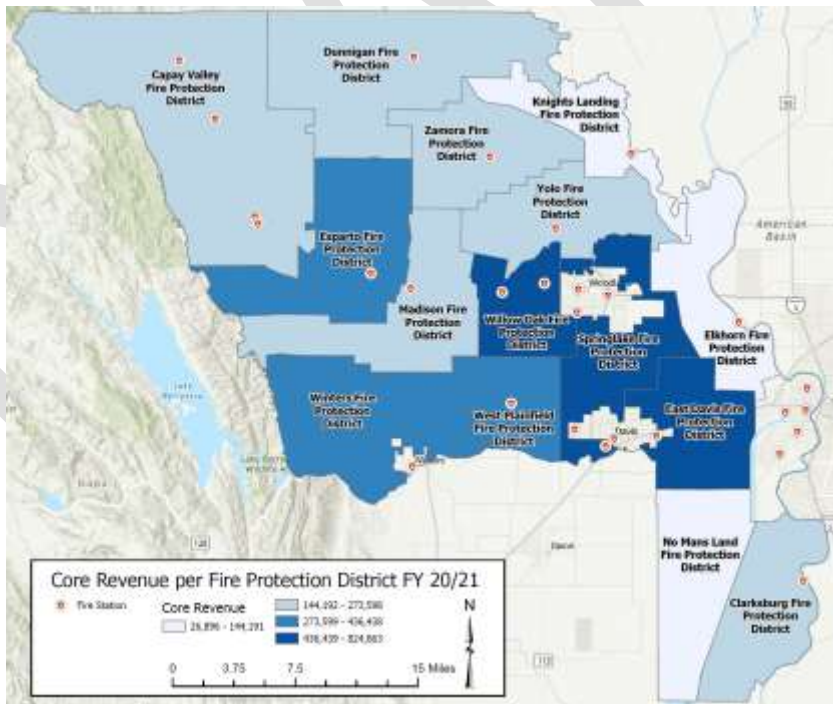 Dunnigan Fire
Protection
District
Capay Valley
Fire Protection
District
Knights Landing
Fire Protection
District
Zamora Fire
Protection
District
Yolo Fire
Protection
District
American
Basin
Esparto Fire
Protection
District
Madison Fire
Protection
District
Willow Oak Fire
Protection
District
Springlake Fire
Protection
District
Elkhorn Fire
Protection
District
Winters Fire
Protection
District
West Plainfield
Fire Protection
District
East Davis Fire
Protection
District
Davis
No Mans Land
Fire Protection
District
Clarksburg Fire
Protection
District
128
113
Core Revenue per Fire Protection District FY 20/21
Fire Station
Core Revenue
26,896 - 144,191
144,192 - 273,598
273,599 - 436,438
436,439 - 824,863
N
0 3.75 7.5 15 Miles